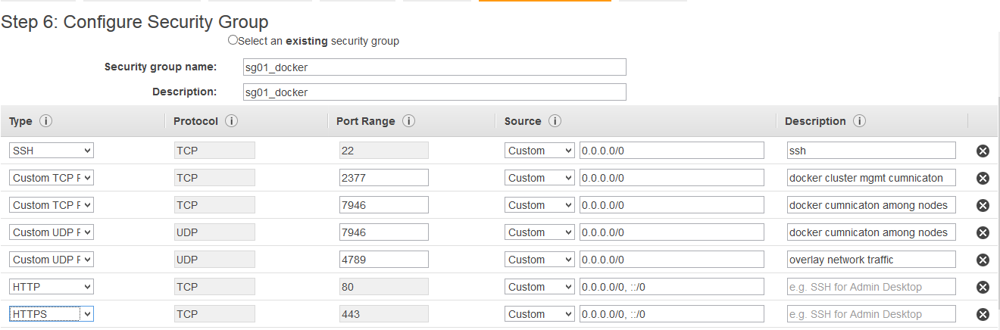 Step 6: Configure Security Group
Select an existing security group
Security group name: sg01_docker
Description: sg01_docker
Type i Protocol i Port Range i Source i Description i
SSH TCP 22 Custom 0.0.0.0/0 ssh
Custom TCP F TCP 2377 Custom 0.0.0.0/0 docker cluster mgmt cumnicaton
Custom TCP F TCP 7946 Custom 0.0.0.0/0 docker cumnicaton among nodes
Custom UDP F UDP 7946 Custom 0.0.0.0/0 docker cumnicaton among nodes
Custom UDP F UDP 4789 Custom 0.0.0.0/0 overlay network traffic
HTTP TCP 80 Custom 0.0.0.0/0, ::/0 e.g. SSH for Admin Desktop
HTTPS TCP 443 Custom 0.0.0.0/0, ::/0 e.g. SSH for Admin Desktop